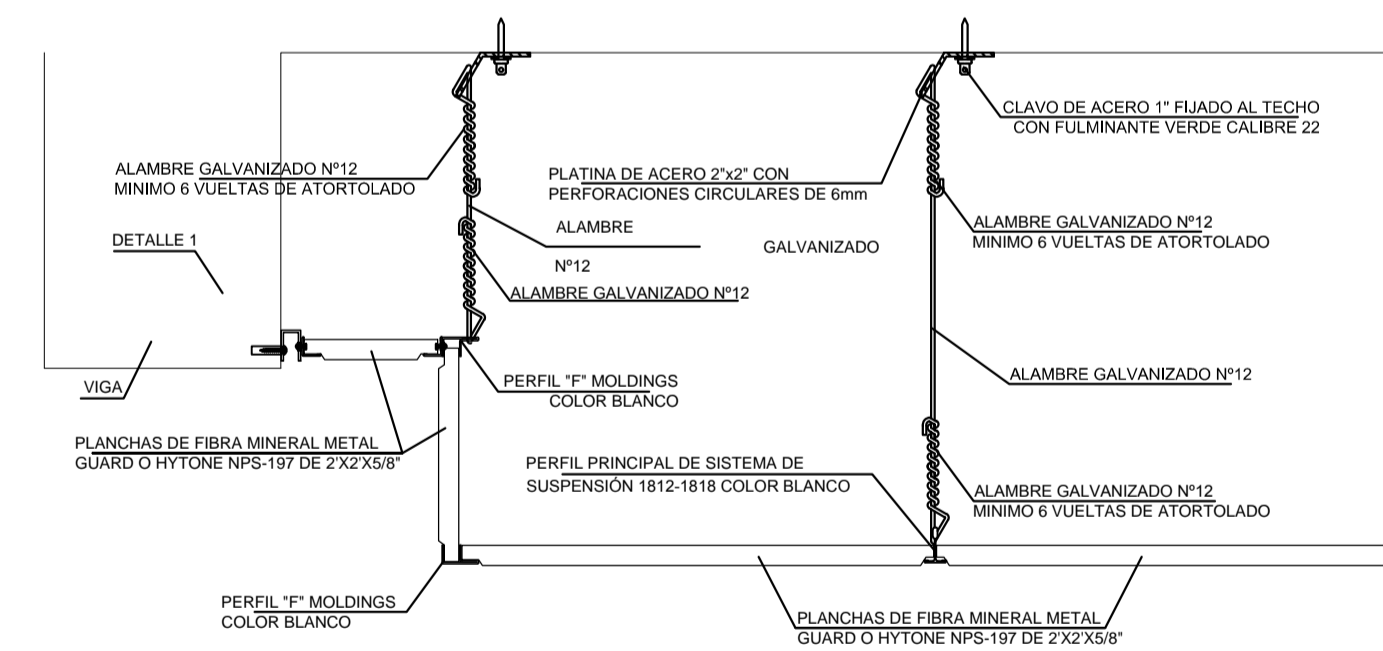 CLAVO DE ACERO 1" FIJADO AL TECHO
CON FULMINANTE VERDE CALIBRE 22
ALAMBRE GALVANIZADO Nº12
MINIMO 6 VUELTAS DE ATORTOLADO
PLATINA DE ACERO 2"x2" CON
PERFORACIONES CIRCULARES DE 6mm
ALAMBRE GALVANIZADO Nº12
MINIMO 6 VUELTAS DE ATORTOLADO
DETALLE 1
ALAMBRE GALVANIZADO
Nº12
ALAMBRE GALVANIZADO Nº12
VIGA
PERFIL "F" MOLDINGS
COLOR BLANCO
ALAMBRE GALVANIZADO Nº12
PLANCHAS DE FIBRA MINERAL METAL
GUARD O HYTONE NPS-197 DE 2'X2'X5/8"
PERFIL PRINCIPAL DE SISTEMA DE
SUSPENSIÓN 1812-1818 COLOR BLANCO
ALAMBRE GALVANIZADO Nº12
MINIMO 6 VUELTAS DE ATORTOLADO
PERFIL "F" MOLDINGS
COLOR BLANCO
PLANCHAS DE FIBRA MINERAL METAL
GUARD O HYTONE NPS-197 DE 2'X2'X5/8"